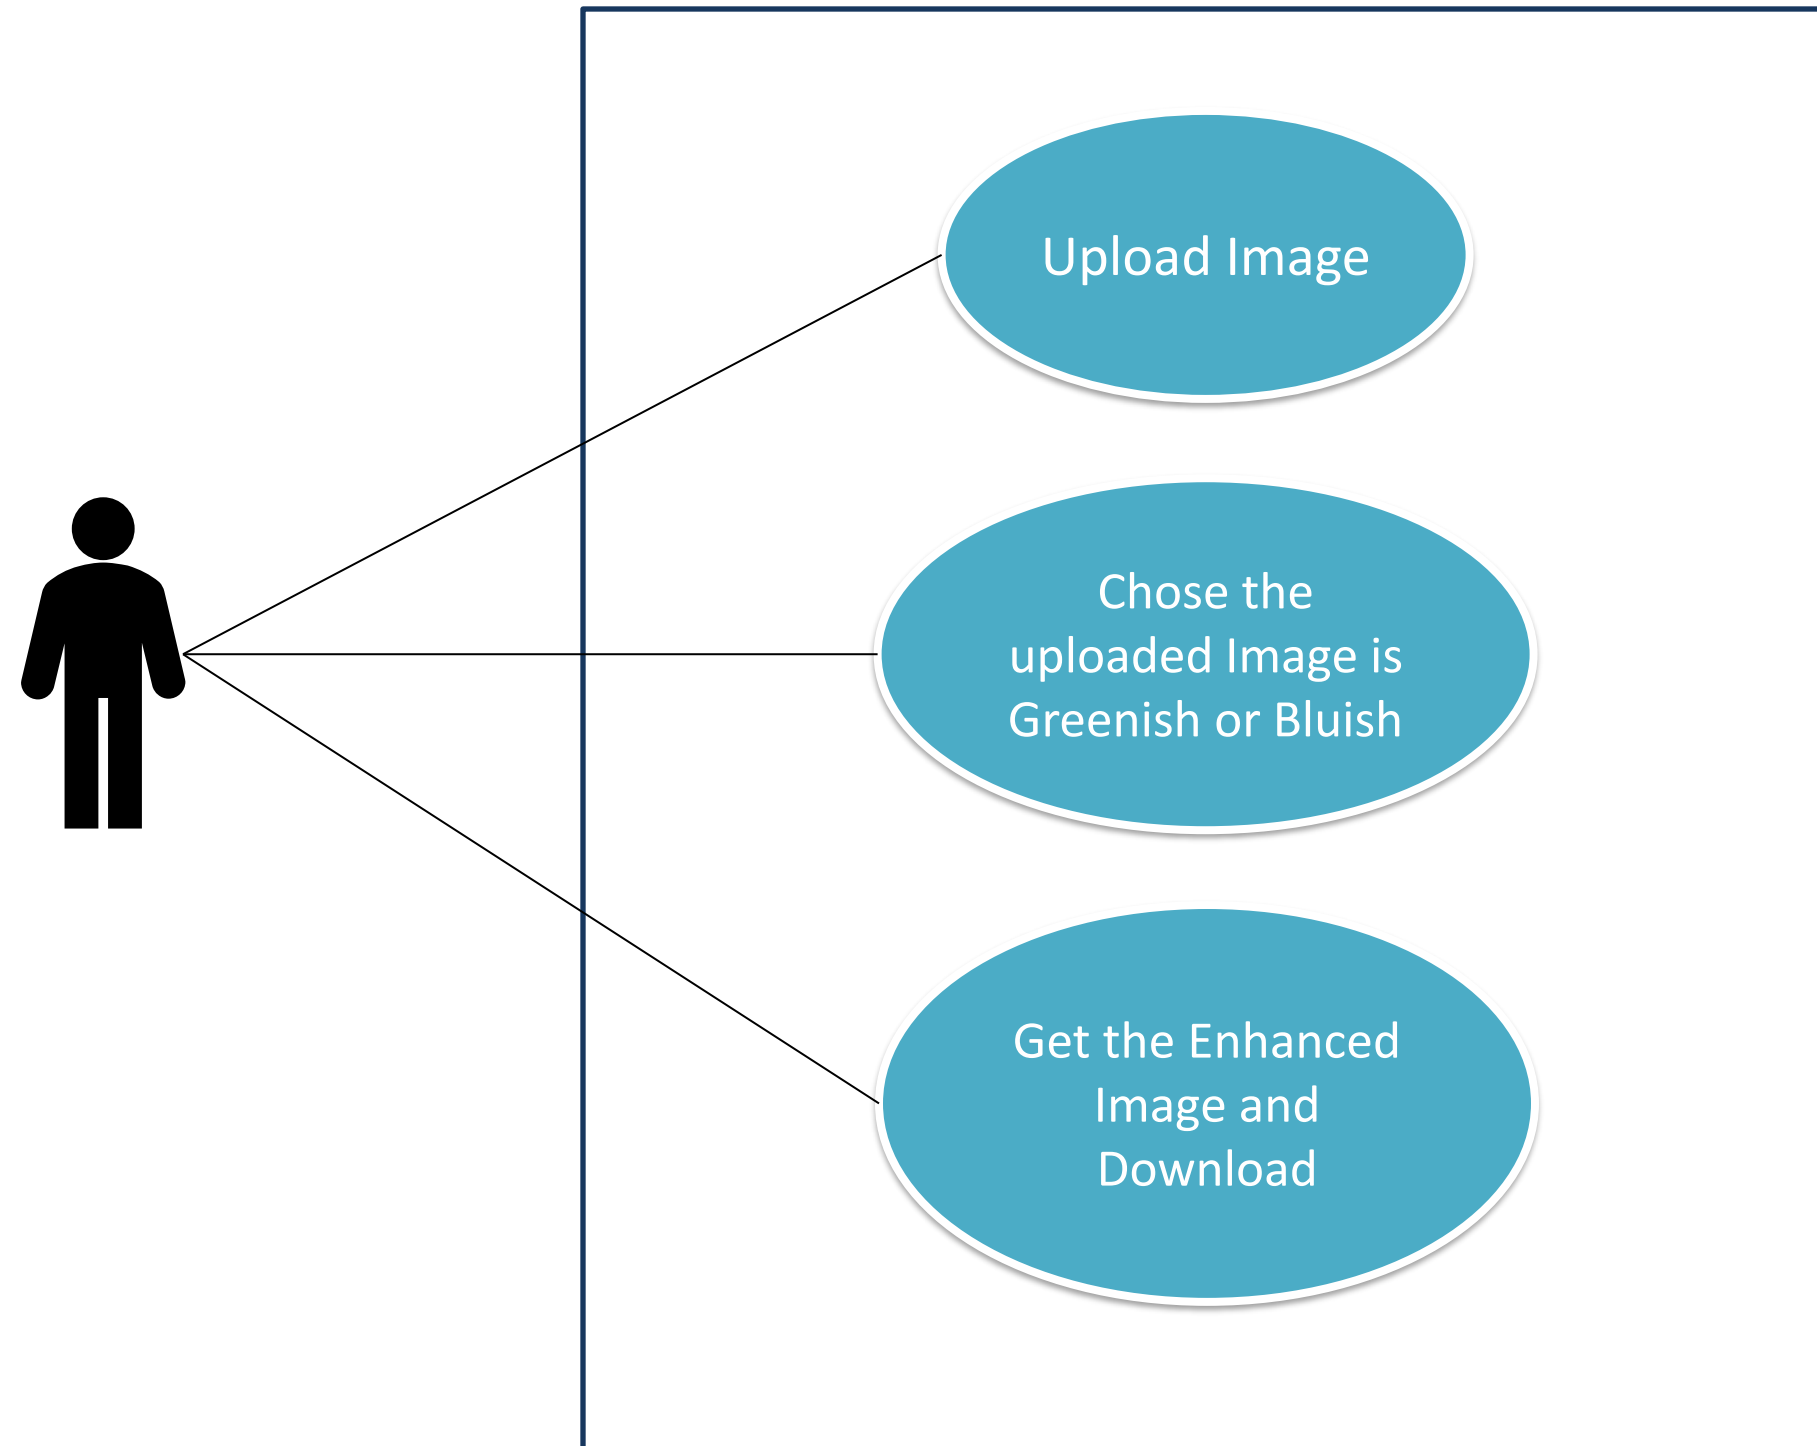 Upload Image
Chose the
uploaded Image is
Greenish or Bluish
Get the Enhanced
Image and
Download